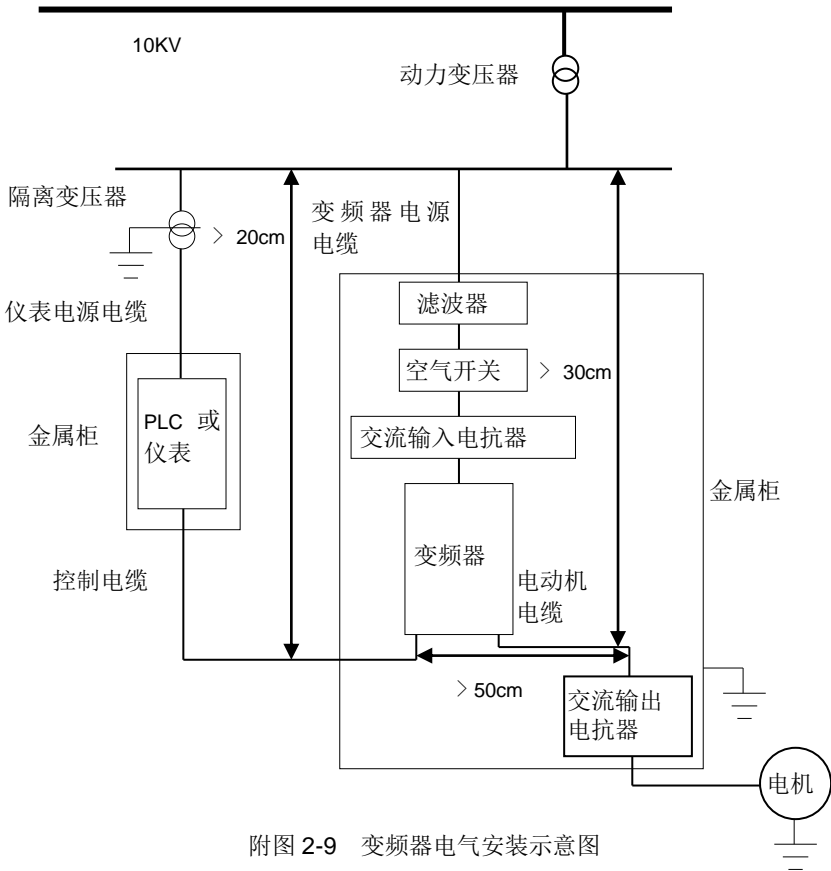 10KV
动力变压器
隔离变压器
> 20cm
变频器电源
电缆
仪表电源电缆
滤波器
空气开关
> 30cm
金属柜
PLC 或
仪表
交流输入电抗器
金属柜
变频器
控制电缆
电动机
电缆
> 50cm
交流输出
电抗器
电机
附图 2-9 变频器电气安装示意图